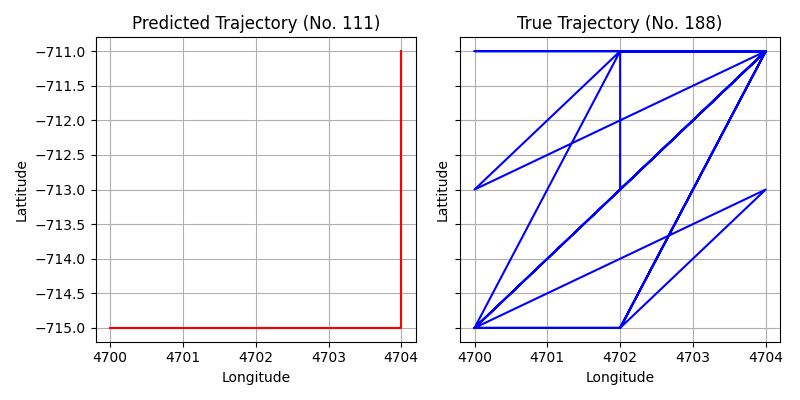 Predicted Trajectory (No. 111)
True Trajectory (No. 188)
Lattitude
−711.0
−711.5
−712.0
−712.5
−713.0
−713.5
−714.0
−714.5
−715.0
4700 4701 4702 4703 4704
Longitude
Lattitude
4700 4701 4702 4703 4704
Longitude